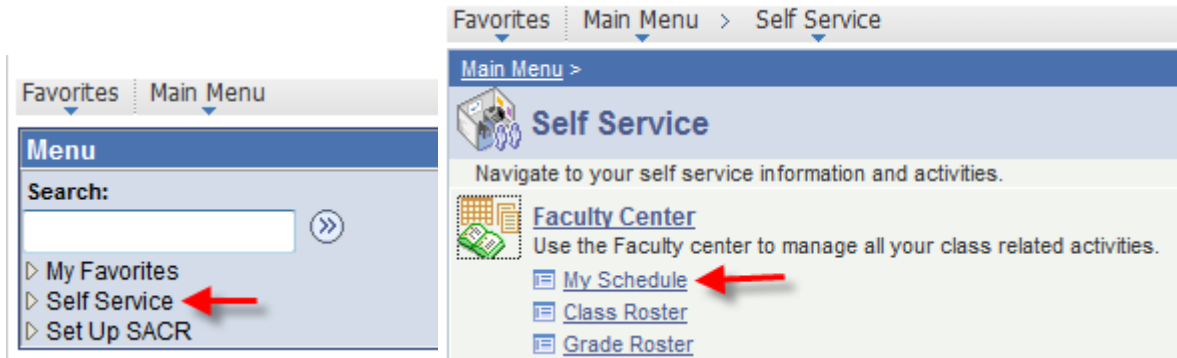 Favorites Main Menu
Menu
Search:
My Favorites
Self Service
Set Up SACR
Favorites Main Menu > Self Service
Main Menu >
Self Service
Navigate to your self service information and activities.
Faculty Center
Use the Faculty center to manage all your class related activities.
My Schedule
Class Roster
Grade Roster